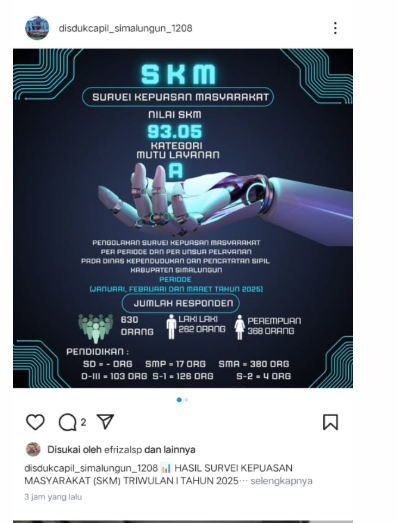 disdukcapil_simalungun_1208
SKM
SURVEI KEPUASAN MASYARAKAT
NILAI SKM
93.05
KATEGORI
MUTU LAYANAN
A
PENGOLAHAN SURVEI KEPUASAN MASYARAKAT
PER PERIODE DAN PER UNSUR PELAYANAN
PADA DINAS KEPENDUDUKAN DAN PENCATATAN SIPIL
KABUPATEN SIMALUNGUN
PERIODE
(JANUARI, FEBRUARI DAN MARET TAHUN 2025)
JUMLAH RESPONDEN
630 ORANG
LAKI LAKI 262 ORANG
PEREMPUAN 368 ORANG
PENDIDIKAN :
SD = - ORG SMP = 17 ORG SMA = 380 ORG
D-III = 103 ORG S-1 = 126 ORG S-2 = 4 ORG
2
Disukai oleh efrizalsp dan lainnya
disdukcapil_simalungun_1208 📊 HASIL SURVEI KEPUASAN
MASYARAKAT (SKM) TRIWULAN I TAHUN 2025··· selengkapnya
3 jam yang lalu